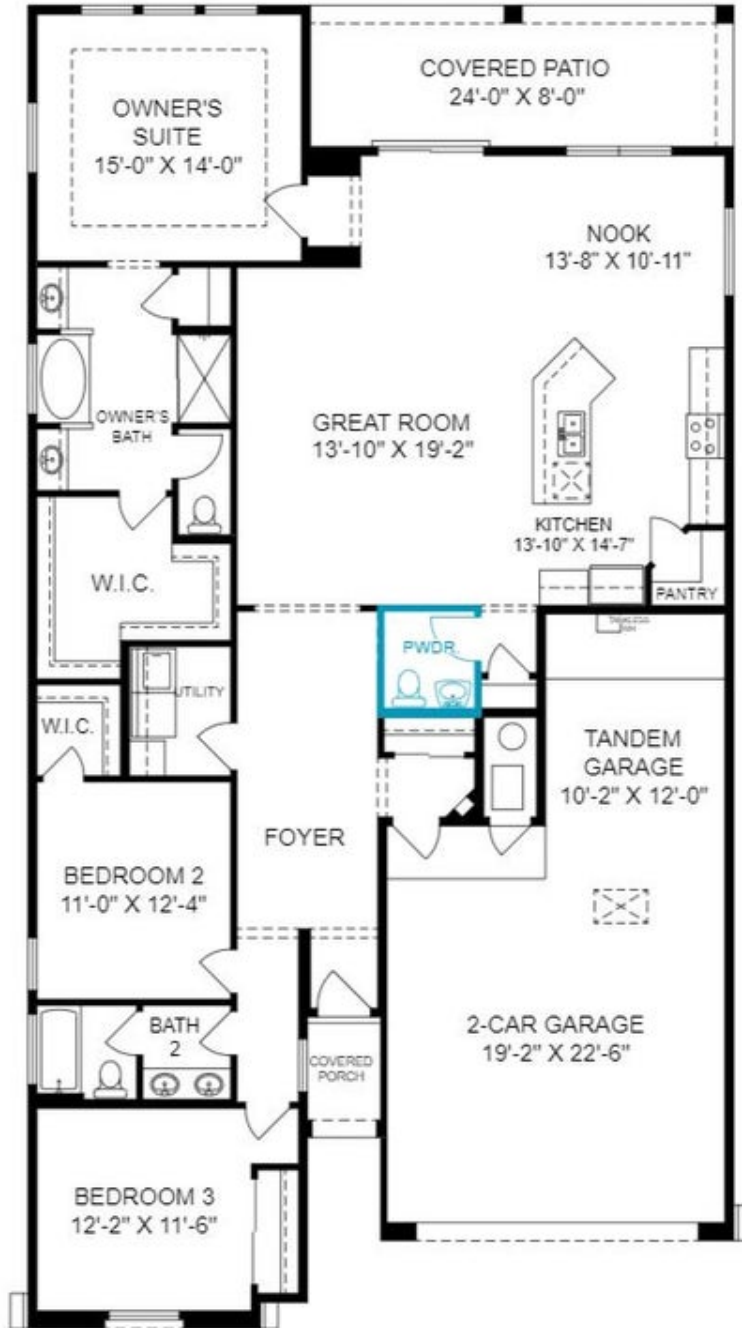 COVERED PATIO
24'-0" X 8'-0"
OWNER'S
SUITE
15'-0" X 14'-0"
NOOK
13'-8" X 10'-11"
OWNER'S
BATH
GREAT ROOM
13'-10" X 19'-2"
KITCHEN
13'-10" X 14'-7"
W.I.C.
PANTRY
PWDR.
UTILITY
W.I.C.
TANDEM
GARAGE
10'-2" X 12'-0"
FOYER
BEDROOM 2
11'-0" X 12'-4"
BATH
2
2-CAR GARAGE
19'-2" X 22'-6"
COVERED
PORCH
BEDROOM 3
12'-2" X 11'-6"